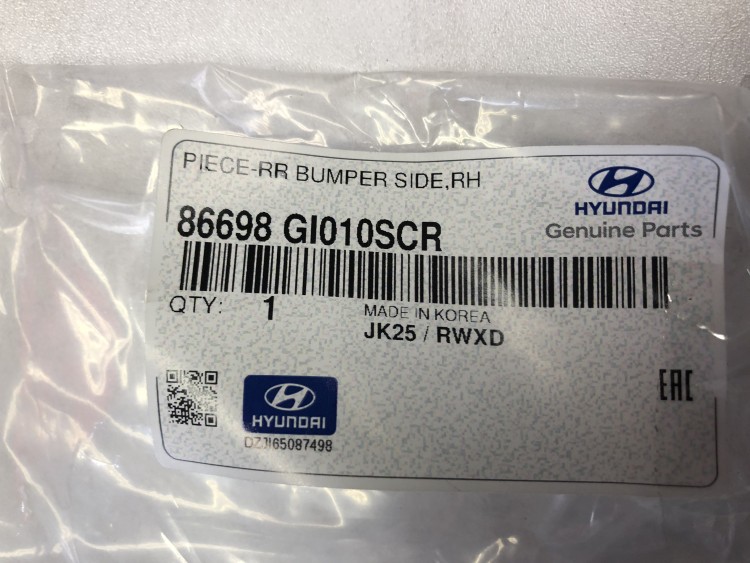 PIECE-RR BUMPER SIDE,RH
HYUNDAI
Genuine Parts
86698 GI010SCR
QTY: 1
MADE IN KOREA
JK25 / RWXD
EAC
HYUNDAI
DZJI65087498